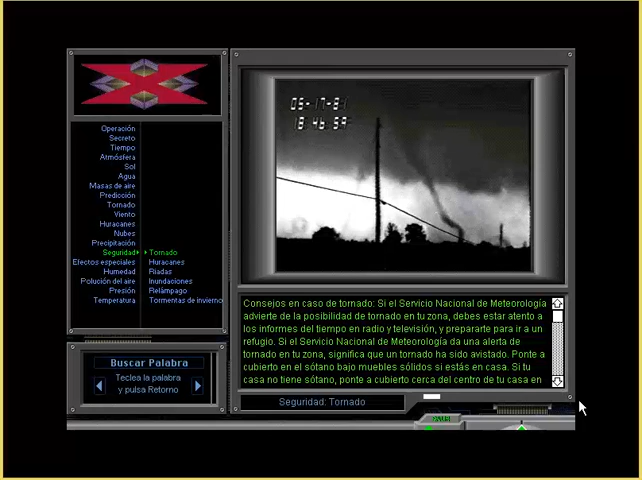 05-17-81
18:46 59
Operación
Secreto
Tiempo
Atmósfera
Sol
Agua
Masas de aire
Predicción
Tornado
Viento
Huracanes
Nubes
Precipitación
Seguridad
Efectos especiales
Humedad
Polución del aire
Presión
Temperatura
Tornado
Huracanes
Riadas
Inundaciones
Relámpago
Tormentas de invierno
Buscar Palabra
Teclea la palabra
y pulsa Retorno
Consejos en caso de tornado: Si el Servicio Nacional de Meteorología
advierte de la posibilidad de tornado en tu zona, debes estar atento a
los informes del tiempo en radio y televisión, y prepararte para ir a un
refugio. Si el Servicio Nacional de Meteorología da una alerta de
tornado en tu zona, significa que un tornado ha sido avistado. Ponte a
cubierto en el sótano bajo muebles sólidos si estás en casa. Si tu
casa no tiene sótano, ponte a cubierto cerca del centro de tu casa en
Seguridad: Tornado